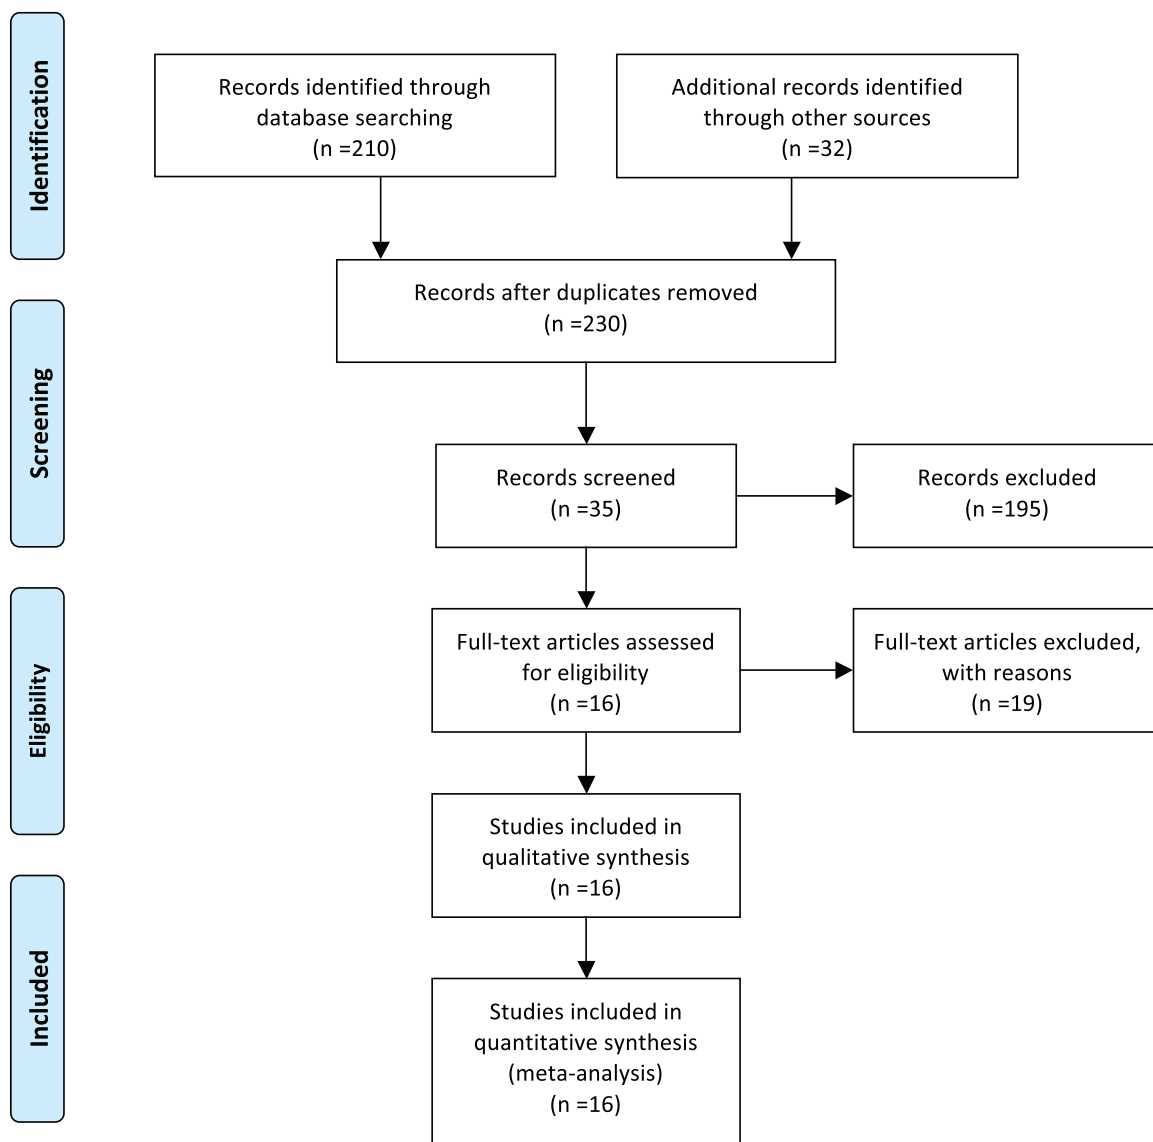 Identification
Records identified through
database searching
(n =210)
Additional records identified
through other sources
(n =32)
Records after duplicates removed
(n =230)
Screening
Records screened
(n =35)
Records excluded
(n =195)
Eligibility
Full-text articles assessed
for eligibility
(n =16)
Full-text articles excluded,
with reasons
(n =19)
Studies included in
qualitative synthesis
(n =16)
Included
Studies included in
quantitative synthesis
(meta-analysis)
(n =16)